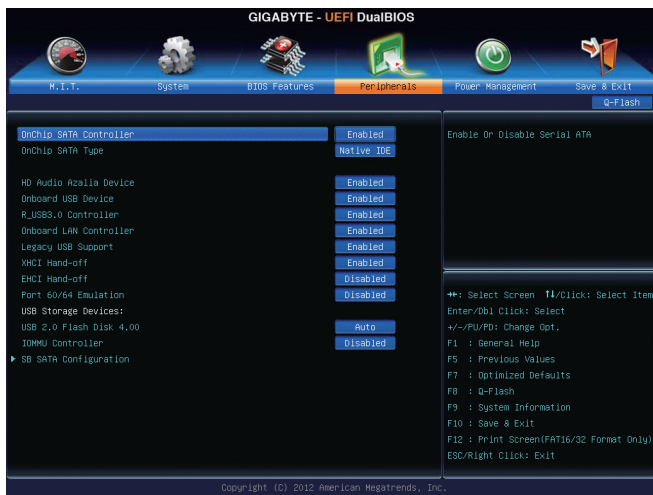 GIGABYTE - UEFI DualBIOS
M.I.T. System BIOS Features Peripherals Power Management Save & Exit
Q-Flash
OnChip SATA Controller Enabled
OnChip SATA Type Native IDE
HD Audio Azalia Device Enabled
Onboard USB Device Enabled
R_USB3.0 Controller Enabled
Onboard LAN Controller Enabled
Legacy USB Support Enabled
XHCI Hand-off Enabled
EHCI Hand-off Disabled
Port 60/64 Emulation Disabled
USB Storage Devices:
USB 2.0 Flash Disk 4.00 Auto
IOMMU Controller Disabled
SB SATA Configuration
Enable Or Disable Serial ATA
→←: Select Screen ↑↓/Click: Select Item
Enter/Dbl Click: Select
+/-/PU/PD: Change Opt.
F1 : General Help
F5 : Previous Values
F7 : Optimized Defaults
F8 : Q-Flash
F9 : System Information
F10 : Save & Exit
F12 : Print Screen(FAT16/32 Format Only)
ESC/Right Click: Exit
Copyright (C) 2012 American Megatrends, Inc.